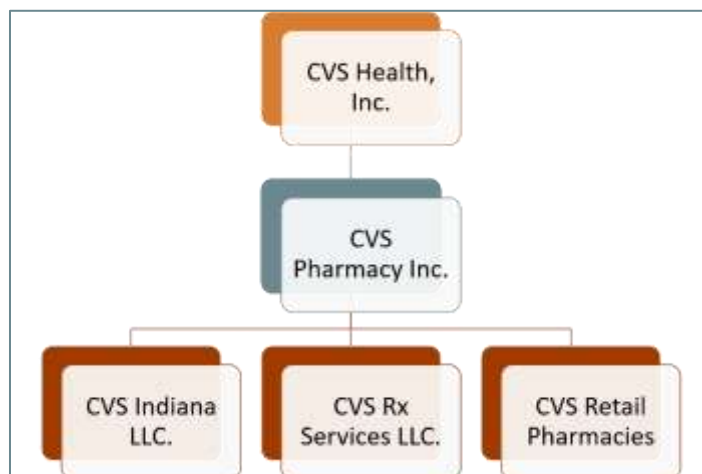 CVS Health,
Inc.
CVS
Pharmacy Inc.
CVS Indiana
LLC.
CVS Rx
Services LLC.
CVS Retail
Pharmacies